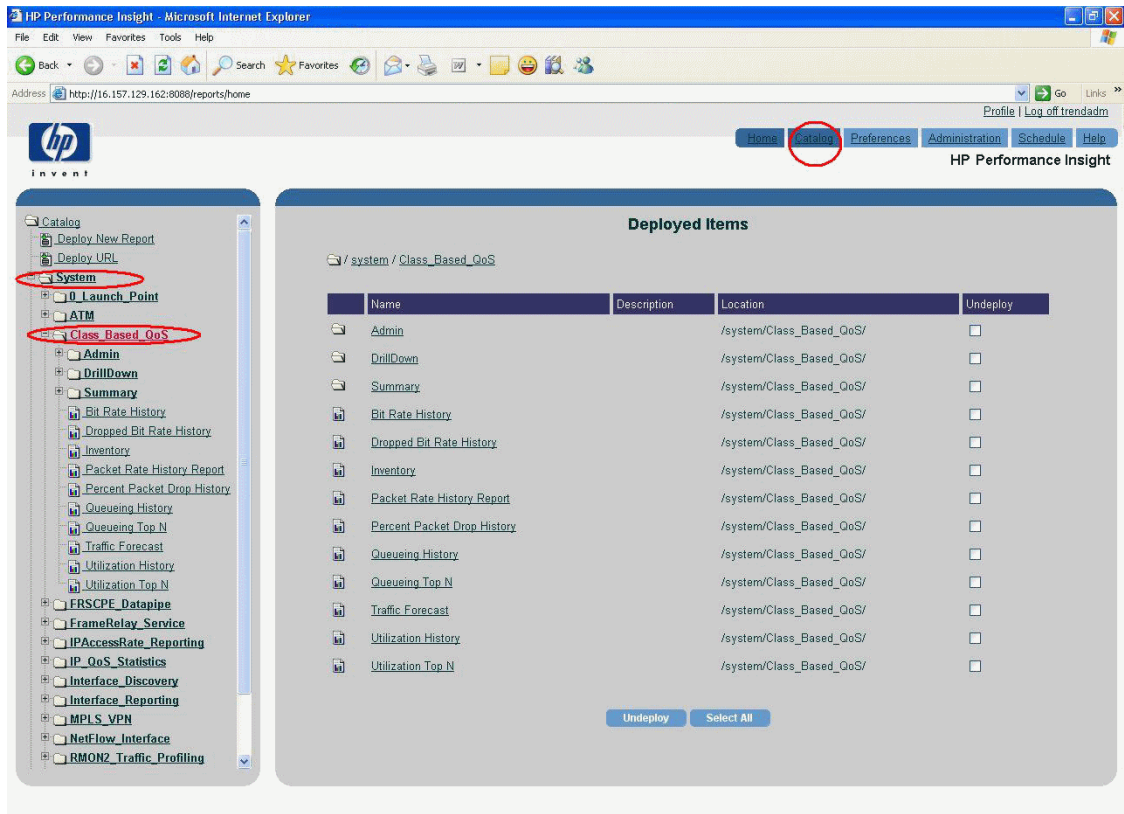 HP Performance Insight - Microsoft Internet Explorer
File Edit View Favorites Tools Help
Back Search Favorites
Address http://16.157.129.162:8088/reports/home Go Links »
Profile | Log off trendadm
hp
invent
Home Catalog Preferences Administration Schedule Help
HP Performance Insight
Catalog
Deploy New Report
Deploy URL
System
0_Launch_Point
ATM
Class_Based_QoS
Admin
DrillDown
Summary
Bit Rate History
Dropped Bit Rate History
Inventory
Packet Rate History Report
Percent Packet Drop History
Queueing History
Queueing Top N
Traffic Forecast
Utilization History
Utilization Top N
FRSCPE_Datapipe
FrameRelay_Service
IPAccessRate_Reporting
IP_QoS_Statistics
Interface_Discovery
Interface_Reporting
MPLS_VPN
NetFlow_Interface
RMON2_Traffic_Profiling
Deployed Items
/ system / Class_Based_QoS
Name Description Location Undeploy
Admin /system/Class_Based_QoS/
DrillDown /system/Class_Based_QoS/
Summary /system/Class_Based_QoS/
Bit Rate History /system/Class_Based_QoS/
Dropped Bit Rate History /system/Class_Based_QoS/
Inventory /system/Class_Based_QoS/
Packet Rate History Report /system/Class_Based_QoS/
Percent Packet Drop History /system/Class_Based_QoS/
Queueing History /system/Class_Based_QoS/
Queueing Top N /system/Class_Based_QoS/
Traffic Forecast /system/Class_Based_QoS/
Utilization History /system/Class_Based_QoS/
Utilization Top N /system/Class_Based_QoS/
Undeploy Select All